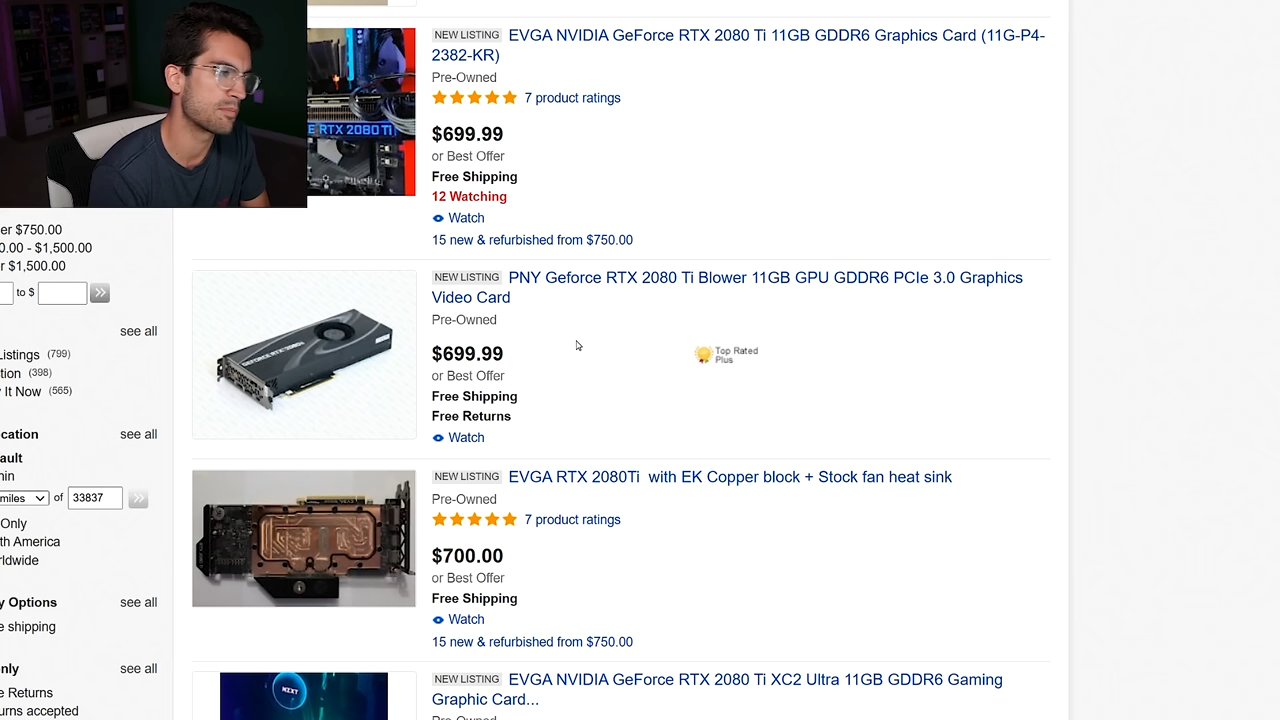 NEW LISTING EVGA NVIDIA GeForce RTX 2080 Ti 11GB GDDR6 Graphics Card (11G-P4-
2382-KR)
Pre-Owned
7 product ratings
E RTX 2080 Ti
$699.99
or Best Offer
Free Shipping
12 Watching
Watch
15 new & refurbished from $750.00
er $750.00
0.00 - $1,500.00
r $1,500.00
to $
see all
Listings (799)
tion (398)
y It Now (565)
cation see all
ault
hin
miles of 33837
Only
th America
rldwide
y Options see all
e shipping
nly see all
e Returns
urns accepted
NEW LISTING PNY Geforce RTX 2080 Ti Blower 11GB GPU GDDR6 PCIe 3.0 Graphics
Video Card
Pre-Owned
$699.99
Top Rated
Plus
or Best Offer
Free Shipping
Free Returns
Watch
NEW LISTING EVGA RTX 2080Ti with EK Copper block + Stock fan heat sink
Pre-Owned
7 product ratings
$700.00
or Best Offer
Free Shipping
Watch
15 new & refurbished from $750.00
NEW LISTING EVGA NVIDIA GeForce RTX 2080 Ti XC2 Ultra 11GB GDDR6 Gaming
Graphic Card...
Pre-Owned
NZXT